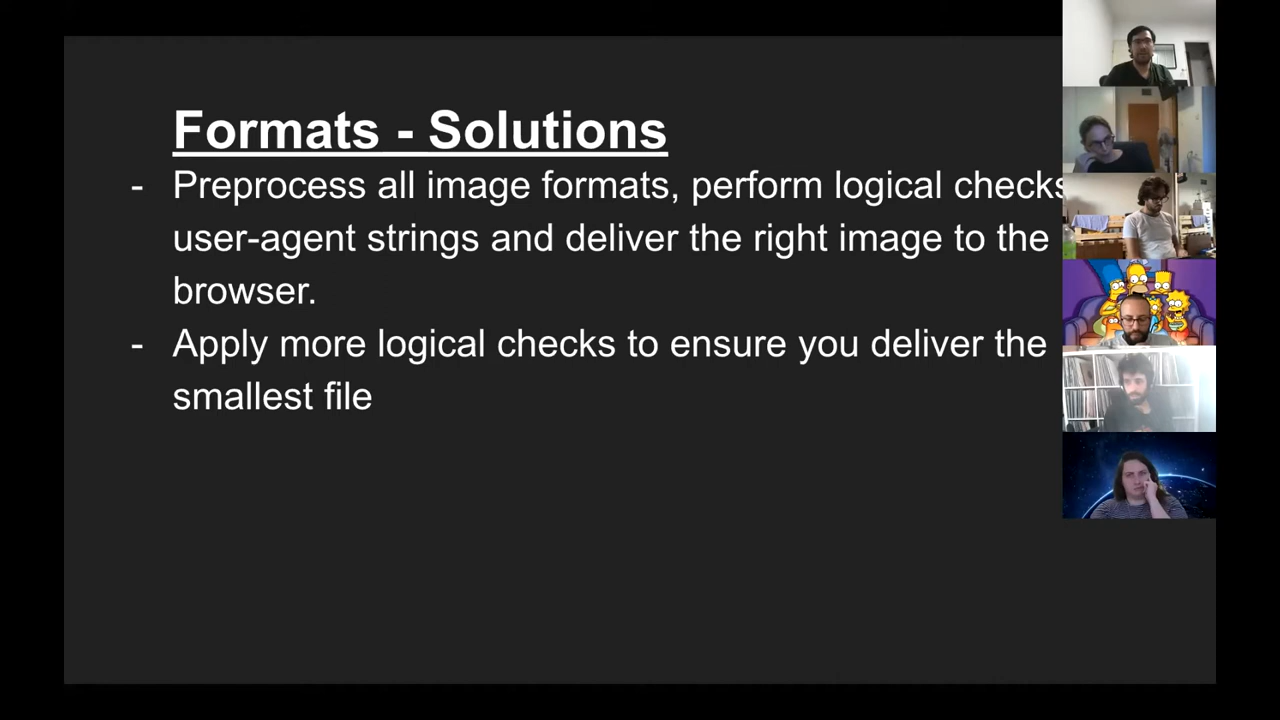 Formats - Solutions
- Preprocess all image formats, perform logical checks
user-agent strings and deliver the right image to the
browser.
- Apply more logical checks to ensure you deliver the
smallest file